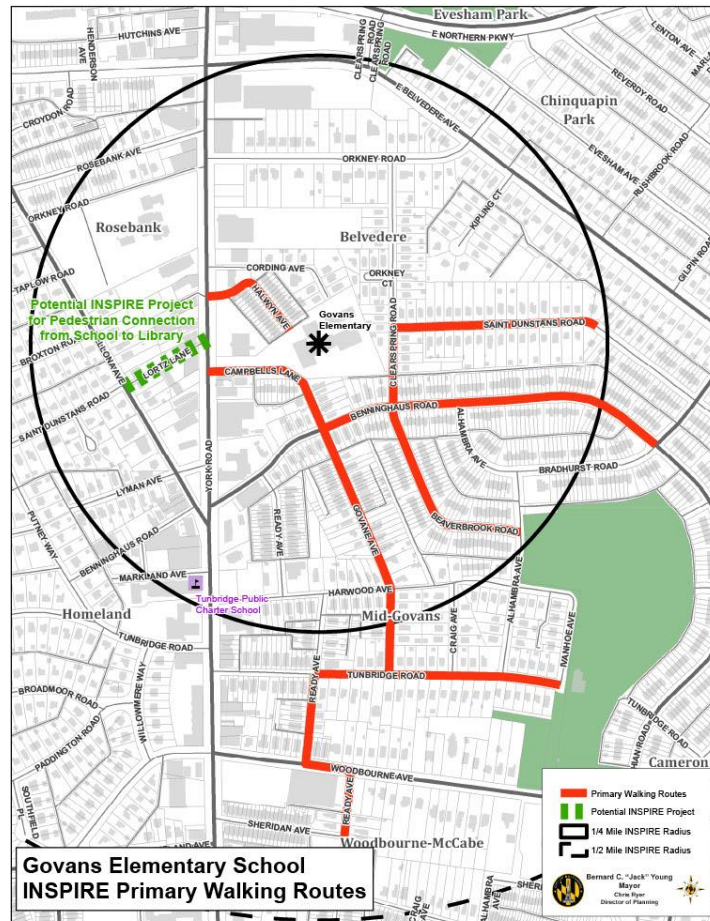 Evesham Park
HUTCHINS AVE
HENDERSON
AVE
CLEARSPRING
ROAD
CLEARSPRING
ROAD
E NORTHERN PKWY
LENTON AVE
REVERDY ROAD
CROYDON ROAD
E BELVEDERE AVE
Chinquapin
Park
ROSEBANK AVE
ORKNEY ROAD
EVESHAM AVE
RUSHBROOK ROAD
ORKNEY ROAD
Rosebank
Belvedere
KIPLING CT
GILPIN ROAD
TAPLOW ROAD
CORDING AVE
ORKNEY
CT
HALWYN AVE
Potential INSPIRE Project
for Pedestrian Connection
from School to Library
Govans
Elementary
SAINT DUNSTANS ROAD
CLEARSPRING ROAD
LORTZ LANE
CAMPBELLS LANE
SAINT DUNSTANS ROAD
BENNINGHAUS ROAD
ALHAMBRA AVE
BRADHURST ROAD
YORK ROAD
LYMAN AVE
PUTNEY WAY
BENNINGHAUS ROAD
READY AVE
GOVANE AVE
BEAVERBROOK ROAD
MARKLAND AVE
Tunbridge Public
Charter School
HARWOOD AVE
ALHAMBRA AVE
Homeland
Mid-Govans
CRAIG AVE
IVANHOE AVE
TUNBRIDGE ROAD
TUNBRIDGE ROAD
READY AVE
BROADMOOR ROAD
WILLOWMERE WAY
PADDINGTON ROAD
TUNBRIDGE ROAD
Cameron
WOODBOURNE AVE
SOUTHFIELD
PL
READY AVE
SHERIDAN AVE
Woodbourne-McCabe
ALHAMBRA
AVE
Primary Walking Routes
Potential INSPIRE Project
1/4 Mile INSPIRE Radius
1/2 Mile INSPIRE Radius
Bernard C. "Jack" Young
Mayor
Chris Ryer
Director of Planning
Govans Elementary School
INSPIRE Primary Walking Routes